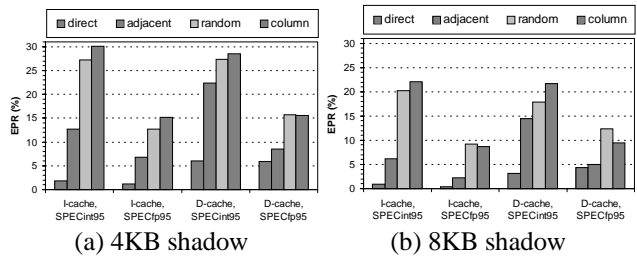 direct adjacent random column
EPR (%)
30
25
20
15
10
5
0
I-cache, SPECint95
I-cache, SPECfp95
D-cache, SPECint95
D-cache, SPECfp95
(a) 4KB shadow
direct adjacent random column
EPR (%)
30
25
20
15
10
5
0
I-cache, SPECint95
I-cache, SPECfp95
D-cache, SPECint95
D-cache, SPECfp95
(b) 8KB shadow